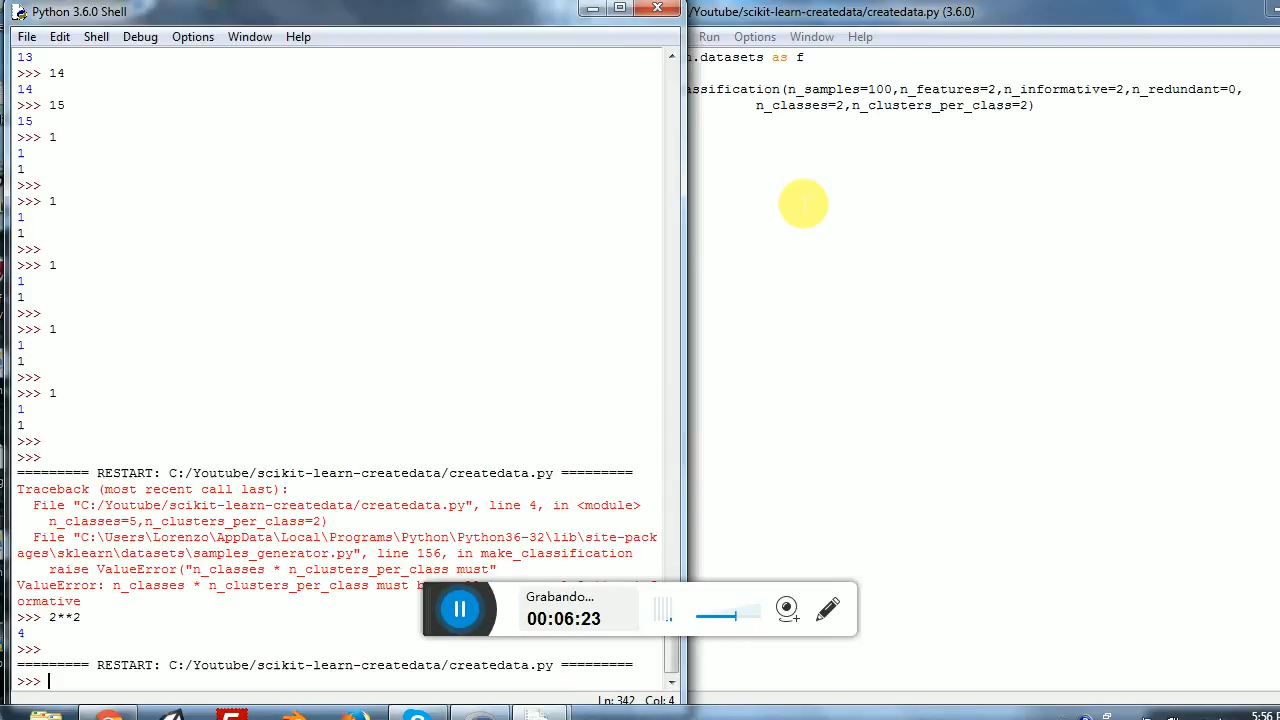 Python 3.6.0 Shell
File Edit Shell Debug Options Window Help
13
>>> 14
14
>>> 15
15
>>> 1
1
1
>>>
>>> 1
1
1
>>>
>>> 1
1
1
>>>
>>> 1
1
1
>>>
>>> 1
1
1
>>>
>>>
========= RESTART: C:/Youtube/scikit-learn-createdata/createdata.py =========
Traceback (most recent call last):
File "C:/Youtube/scikit-learn-createdata/createdata.py", line 4, in <module>
n_classes=5,n_clusters_per_class=2)
File "C:\Users\Lorenzo\AppData\Local\Programs\Python\Python36-32\lib\site-pack
ages\sklearn\datasets\samples_generator.py", line 156, in make_classification
raise ValueError("n_classes * n_clusters_per_class must"
ValueError: n_classes * n_clusters_per_class must
ormative
>>> 2**2
4
>>>
========= RESTART: C:/Youtube/scikit-learn-createdata/createdata.py =========
>>>
Ln: 342 Col: 4
/Youtube/scikit-learn-createdata/createdata.py (3.6.0)
Run Options Window Help
n.datasets as f
assification(n_samples=100,n_features=2,n_informative=2,n_redundant=0,
n_classes=2,n_clusters_per_class=2)
Grabando...
00:06:23
5:56